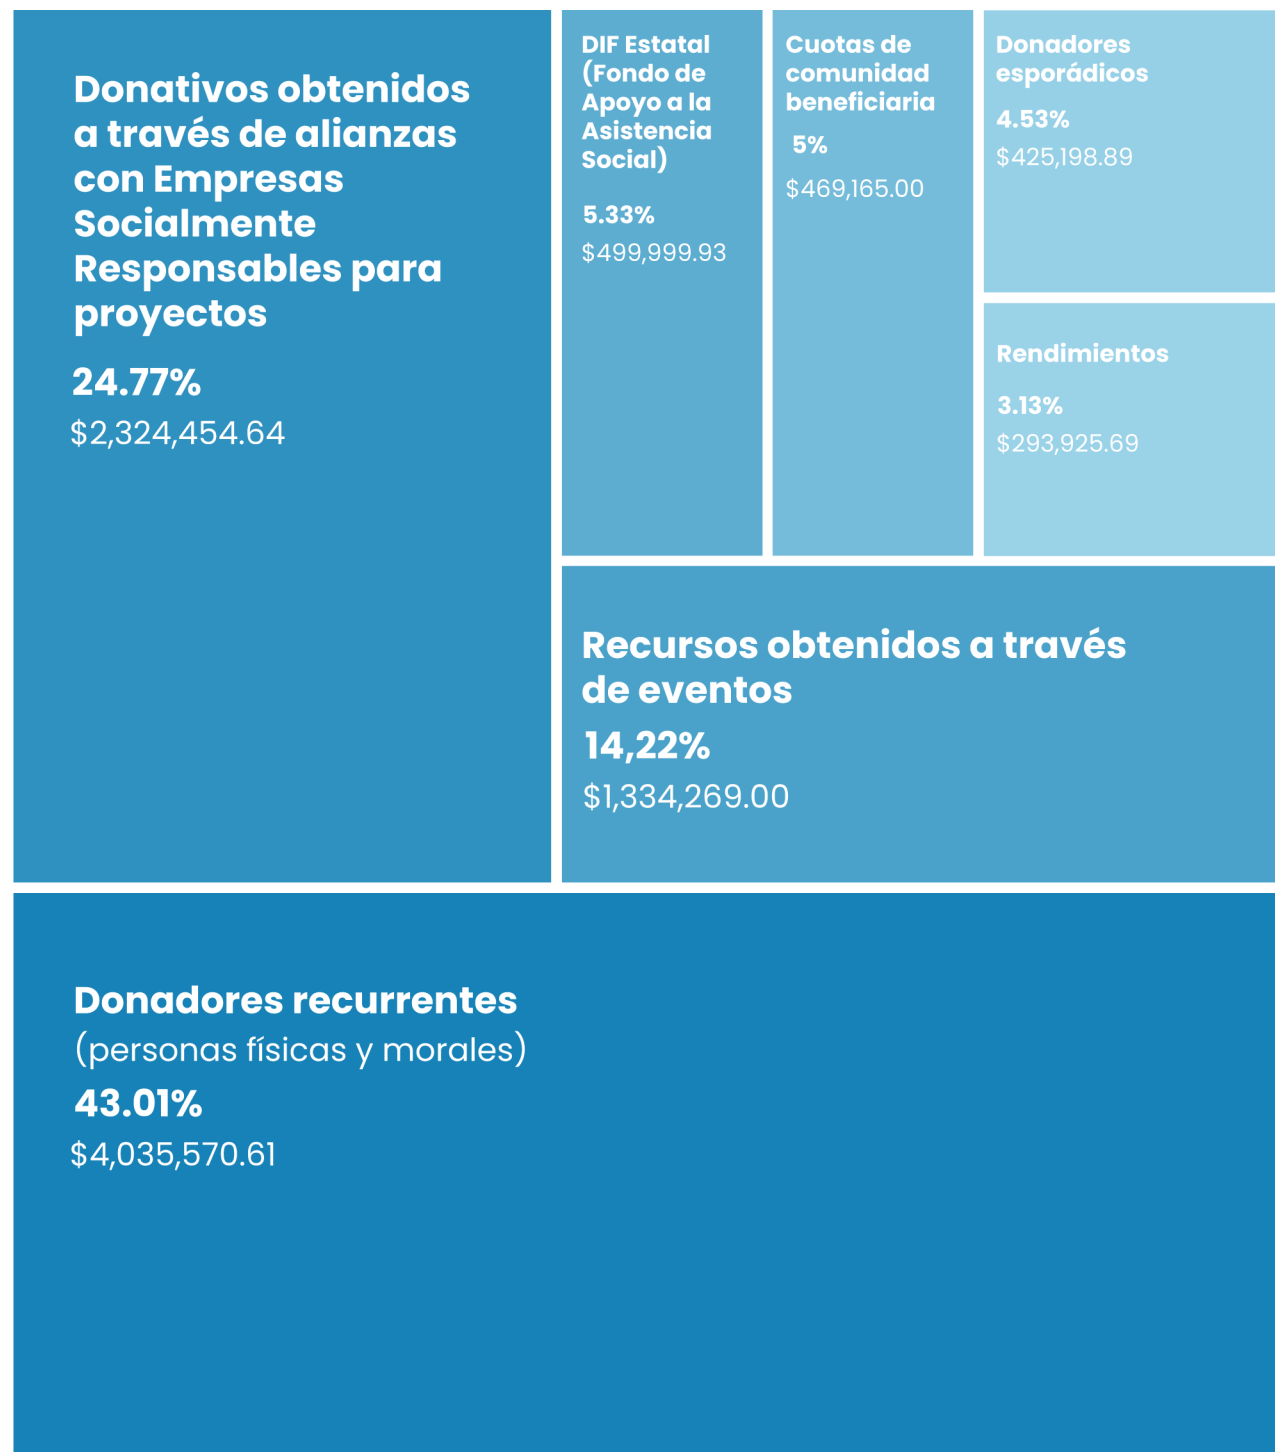 Donativos obtenidos
a través de alianzas
con Empresas
Socialmente
Responsables para
proyectos
24.77%
$2,324,454.64
DIF Estatal
(Fondo de
Apoyo a la
Asistencia
Social)
5.33%
$499,999.93
Cuotas de
comunidad
beneficiaria
5%
$469,165.00
Donadores
esporádicos
4.53%
$425,198.89
Rendimientos
3.13%
$293,925.69
Recursos obtenidos a través
de eventos
14,22%
$1,334,269.00
Donadores recurrentes
(personas físicas y morales)
43.01%
$4,035,570.61